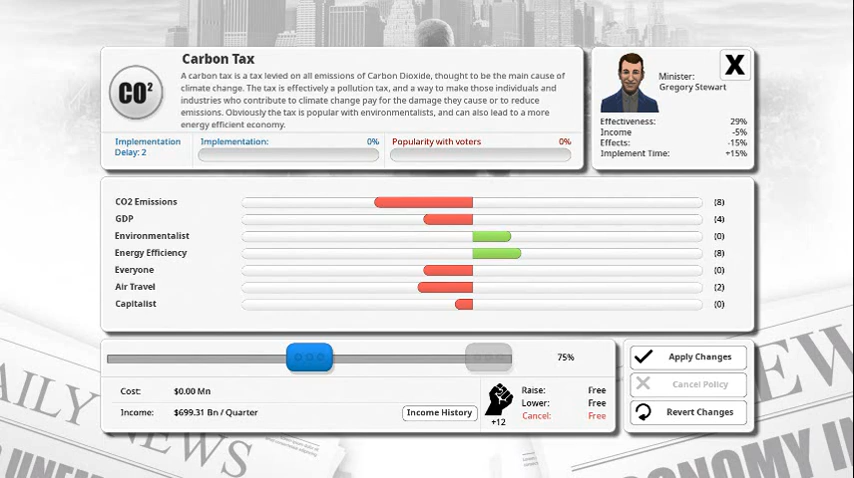 Carbon Tax
A carbon tax is a tax levied on all emissions of Carbon Dioxide, thought to be the main cause of
climate change. The tax is effectively a pollution tax, and a way to make those individuals and
industries who contribute to climate change pay for the damage they cause or to reduce
emissions. Obviously the tax is popular with environmentalists, and can also lead to a more
energy efficient economy.
CO²
Implementation
Delay: 2
Implementation: 0%
Popularity with voters 0%
X
Minister:
Gregory Stewart
Effectiveness: 29%
Income -5%
Effects: -15%
Implement Time: +15%
CO2 Emissions (8)
GDP (4)
Environmentalist (0)
Energy Efficiency (8)
Everyone (0)
Air Travel (2)
Capitalist (0)
75%
Cost: $0.00 Mn
Income: $699.31 Bn / Quarter
Income History
+12
Raise: Free
Lower: Free
Cancel: Free
Apply Changes
Cancel Policy
Revert Changes
AILY NEWS
NEW
ONOMY IN